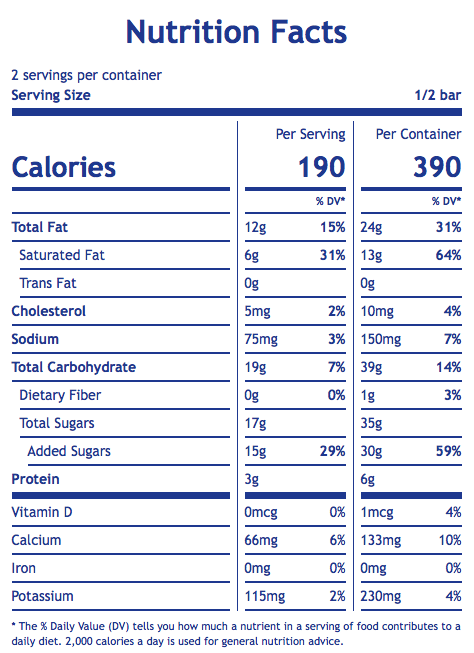 Nutrition Facts
2 servings per container
Serving Size 1/2 bar
Per Serving Per Container
Calories 190 390
% DV* % DV*
Total Fat 12g 15% 24g 31%
Saturated Fat 6g 31% 13g 64%
Trans Fat 0g 0g
Cholesterol 5mg 2% 10mg 4%
Sodium 75mg 3% 150mg 7%
Total Carbohydrate 19g 7% 39g 14%
Dietary Fiber 0g 0% 1g 3%
Total Sugars 17g 35g
Added Sugars 15g 29% 30g 59%
Protein 3g 6g
Vitamin D 0mcg 0% 1mcg 4%
Calcium 66mg 6% 133mg 10%
Iron 0mg 0% 0mg 0%
Potassium 115mg 2% 230mg 4%
* The % Daily Value (DV) tells you how much a nutrient in a serving of food contributes to a
daily diet. 2,000 calories a day is used for general nutrition advice.